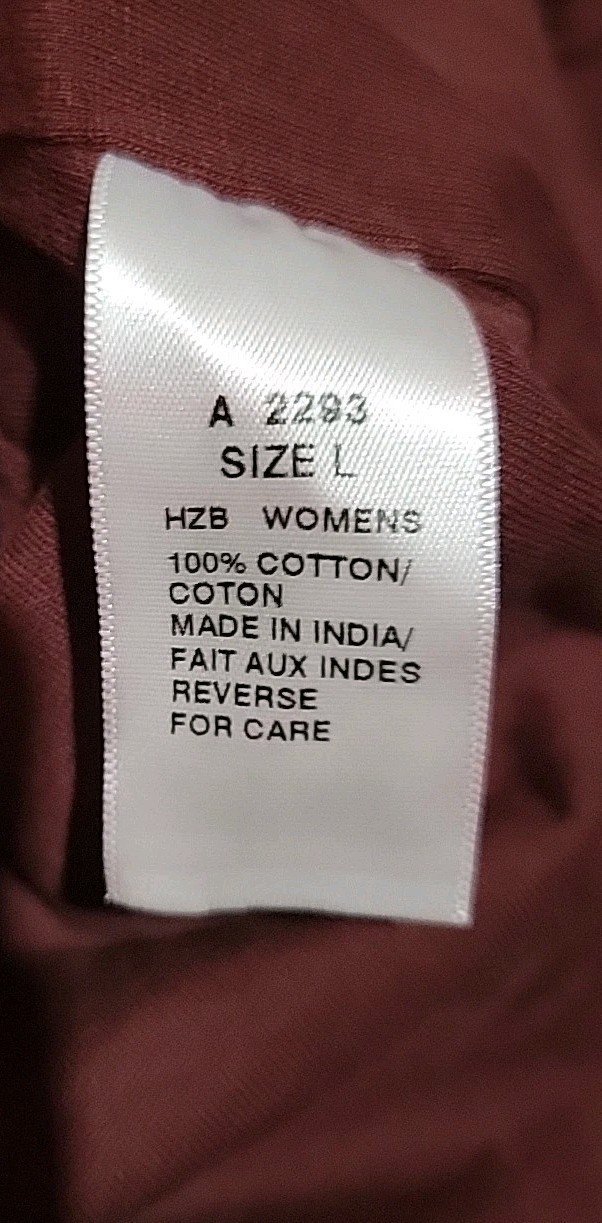 A 2293
SIZE L
HZB WOMENS
100% COTTON/
COTON
MADE IN INDIA/
FAIT AUX INDES
REVERSE
FOR CARE